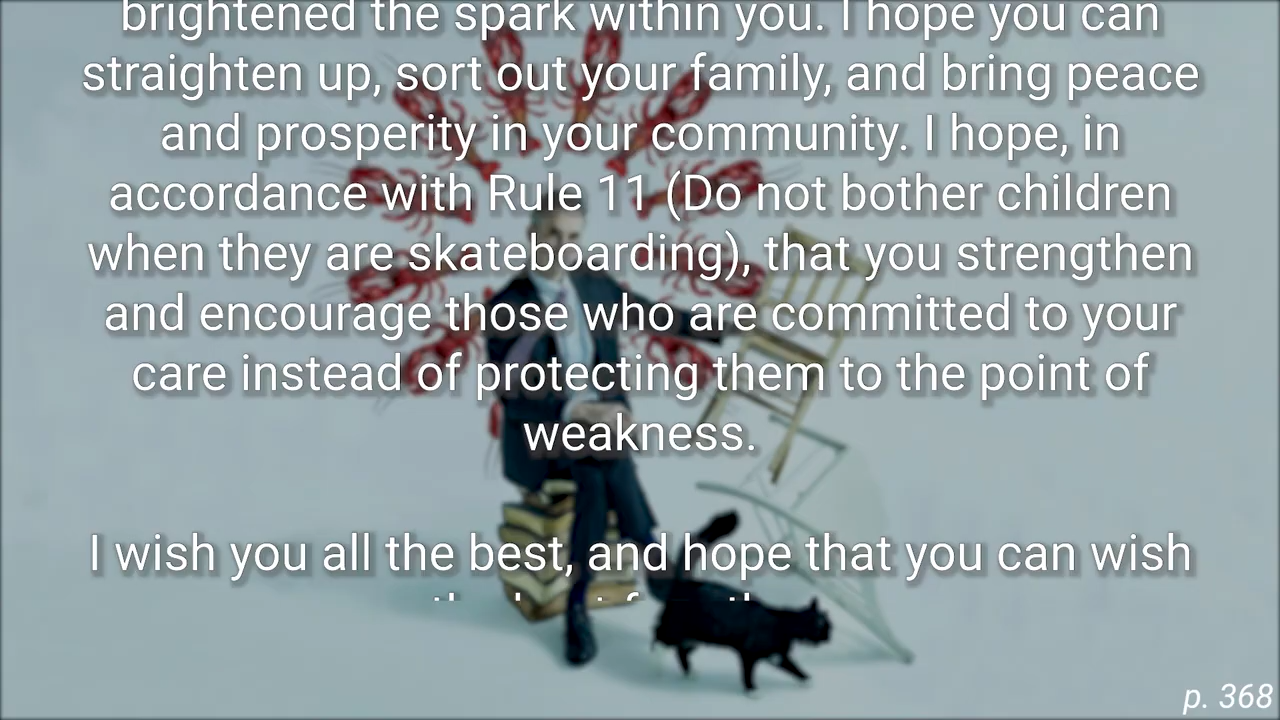 brightened the spark within you. I hope you can
straighten up, sort out your family, and bring peace
and prosperity in your community. I hope, in
accordance with Rule 11 (Do not bother children
when they are skateboarding), that you strengthen
and encourage those who are committed to your
care instead of protecting them to the point of
weakness.
I wish you all the best, and hope that you can wish
p. 368